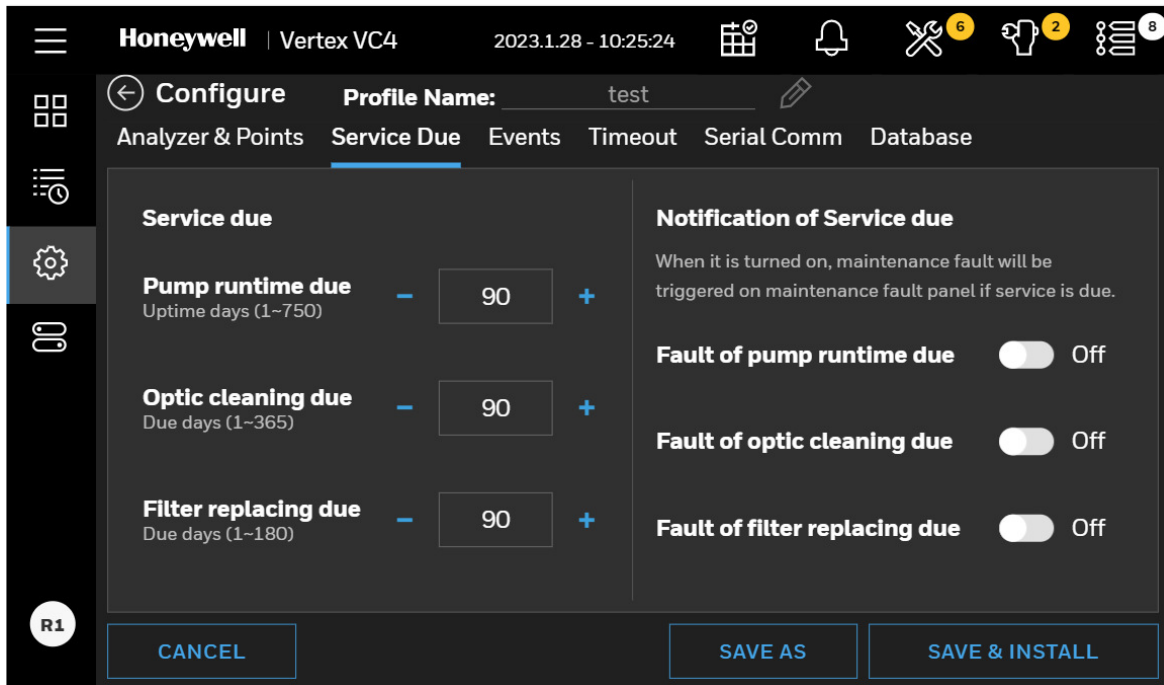 Honeywell | Vertex VC4 2023.1.28 - 10:25:24 6 2 8
Configure Profile Name: test
Analyzer & Points Service Due Events Timeout Serial Comm Database
Service due
Pump runtime due
Uptime days (1~750)
− 90 +
Optic cleaning due
Due days (1~365)
− 90 +
Filter replacing due
Due days (1~180)
− 90 +
Notification of Service due
When it is turned on, maintenance fault will be
triggered on maintenance fault panel if service is due.
Fault of pump runtime due Off
Fault of optic cleaning due Off
Fault of filter replacing due Off
R1
CANCEL SAVE AS SAVE & INSTALL